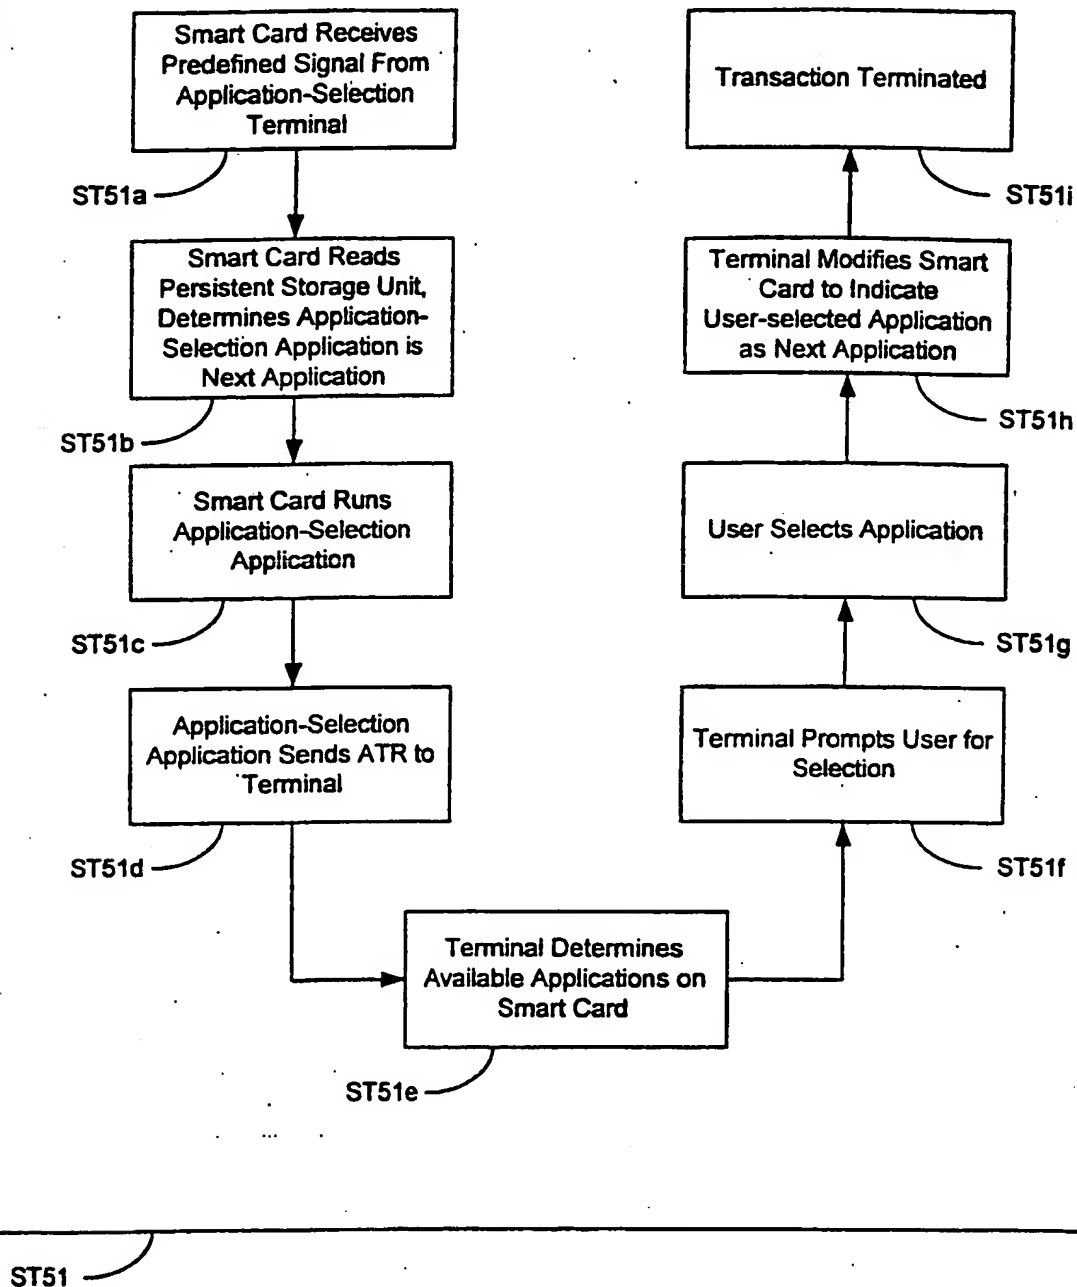 Smart Card Receives
Predefined Signal From
Application-Selection
Terminal
ST51a
Smart Card Reads
Persistent Storage Unit,
Determines Application-
Selection Application is
Next Application
ST51b
Smart Card Runs
Application-Selection
Application
ST51c
Application-Selection
Application Sends ATR to
Terminal
ST51d
Terminal Determines
Available Applications on
Smart Card
ST51e
Terminal Prompts User for
Selection
ST51f
User Selects Application
ST51g
Terminal Modifies Smart
Card to Indicate
User-selected Application
as Next Application
ST51h
Transaction Terminated
ST51i
ST51